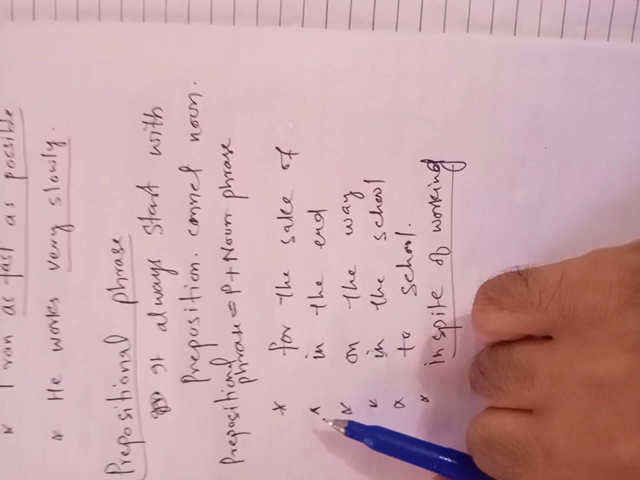 I ran as fast as possible
He works very slowly.
Prepositional phrase
It always start with
Preposition. connel noun.
Prepositional phrase = P + Noun phrase
for the sake of
in the end
on the way
in the school
to school.
inspite of working